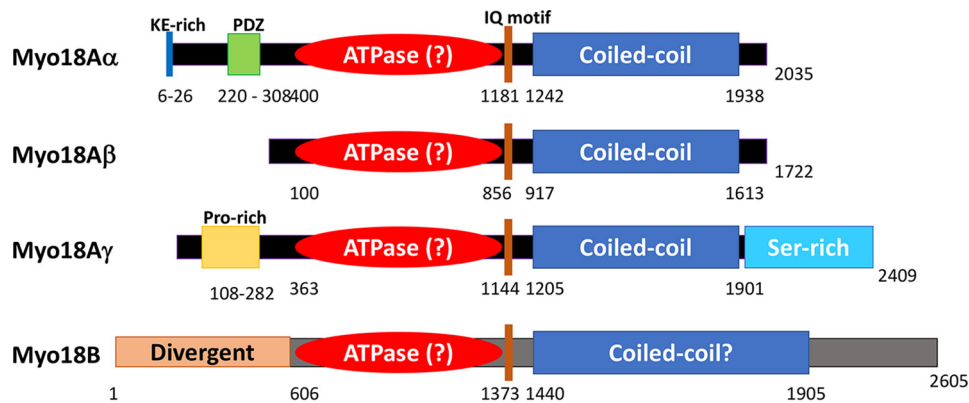 KE-rich PDZ IQ motif
Myo18Aα ATPase (?) Coiled-coil 2035
6-26 220 - 308400 1181 1242 1938
Myo18Aβ ATPase (?) Coiled-coil 1722
100 856 917 1613
Pro-rich
Myo18Aγ ATPase (?) Coiled-coil Ser-rich 2409
108-282 363 1144 1205 1901
Myo18B Divergent ATPase (?) Coiled-coil? 2605
1 606 1373 1440 1905